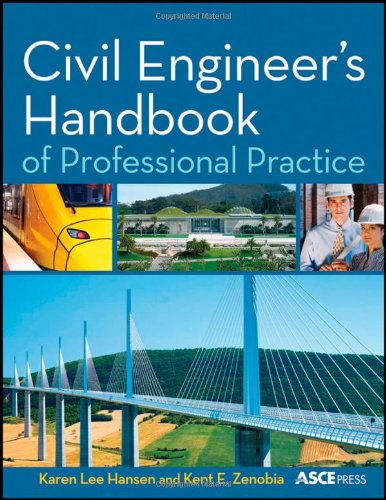 Civil Engineer's
Handbook
of Professional Practice
Karen Lee Hansen and Kent E. Zenobia
ASCE PRESS